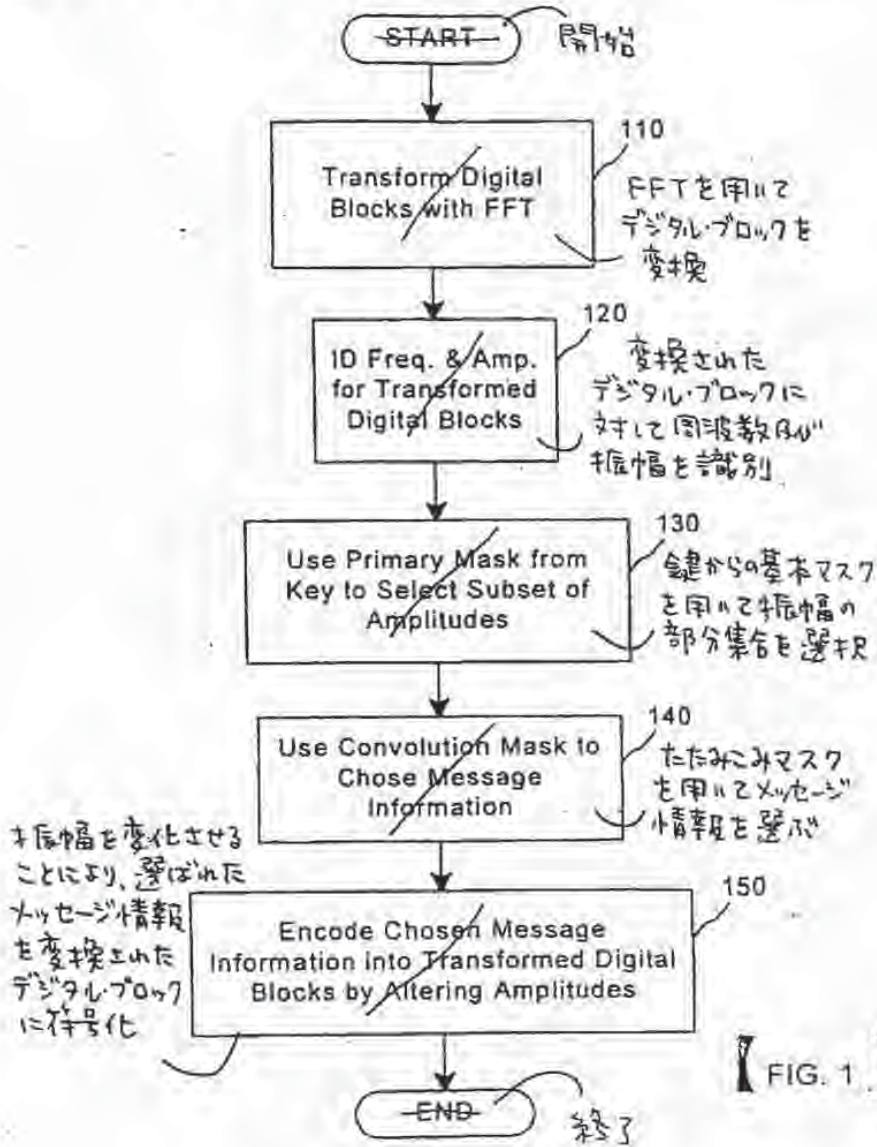 START
開始
110
Transform Digital
Blocks with FFT
FFTを用いて
デジタル・ブロックを
変換
120
ID Freq. & Amp.
for Transformed
Digital Blocks
変換された
デジタル・ブロックに
対して周波数及び
振幅を識別
130
Use Primary Mask from
Key to Select Subset of
Amplitudes
鍵からの基本マスク
を用いて振幅の
部分集合を選択
140
Use Convolution Mask to
Chose Message
Information
たたみこみマスク
を用いてメッセージ
情報を選ぶ
振幅を変化させる
ことにより、選ばれた
メッセージ情報
を変換された
デジタル・ブロック
に符号化
150
Encode Chosen Message
Information into Transformed Digital
Blocks by Altering Amplitudes
END
終了
FIG. 1